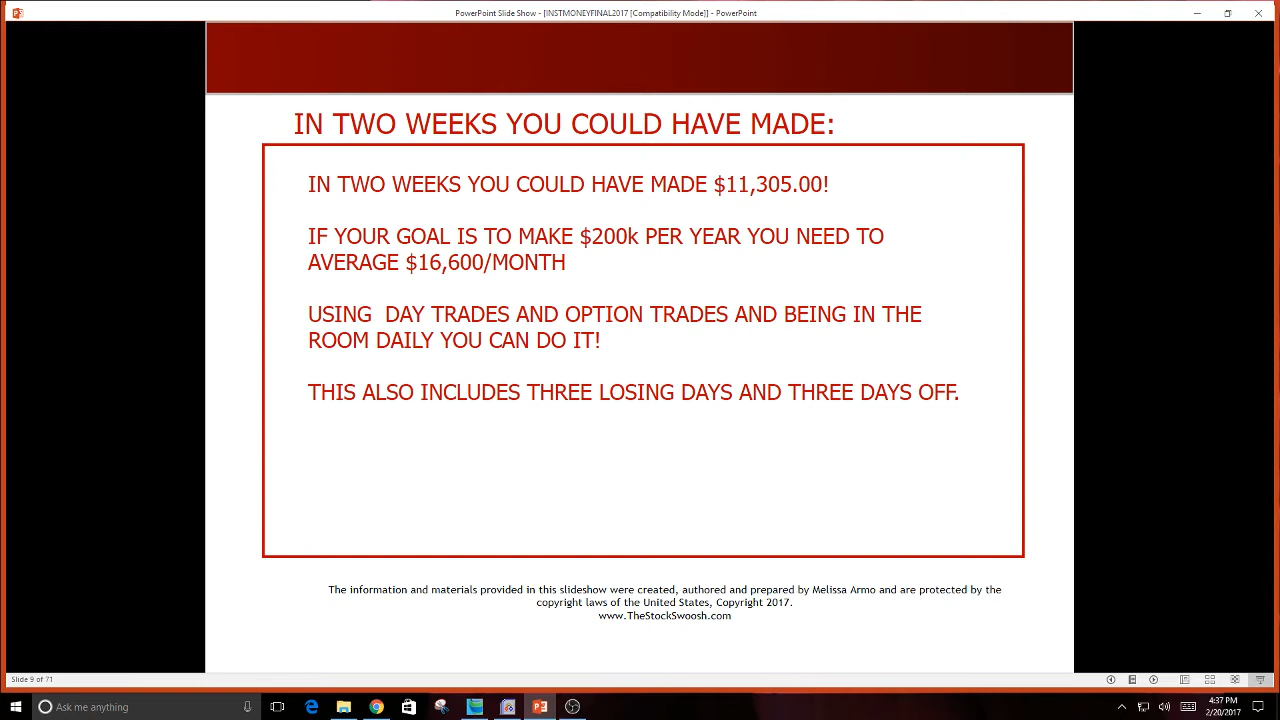 PowerPoint Slide Show - [INSTMONEYFINAL2017 [Compatibility Mode]] - PowerPoint
IN TWO WEEKS YOU COULD HAVE MADE:
IN TWO WEEKS YOU COULD HAVE MADE $11,305.00!
IF YOUR GOAL IS TO MAKE $200k PER YEAR YOU NEED TO
AVERAGE $16,600/MONTH
USING DAY TRADES AND OPTION TRADES AND BEING IN THE
ROOM DAILY YOU CAN DO IT!
THIS ALSO INCLUDES THREE LOSING DAYS AND THREE DAYS OFF.
The information and materials provided in this slideshow were created, authored and prepared by Melissa Armo and are protected by the
copyright laws of the United States, Copyright 2017.
www.TheStockSwoosh.com
Slide 9 of 71
Ask me anything
4:37 PM
2/20/2017